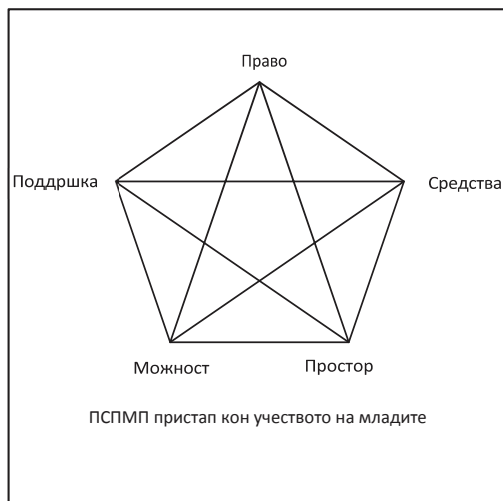 Право
Поддршка
Средства
Можност
Простор
ПСПМП пристап кон учеството на младите